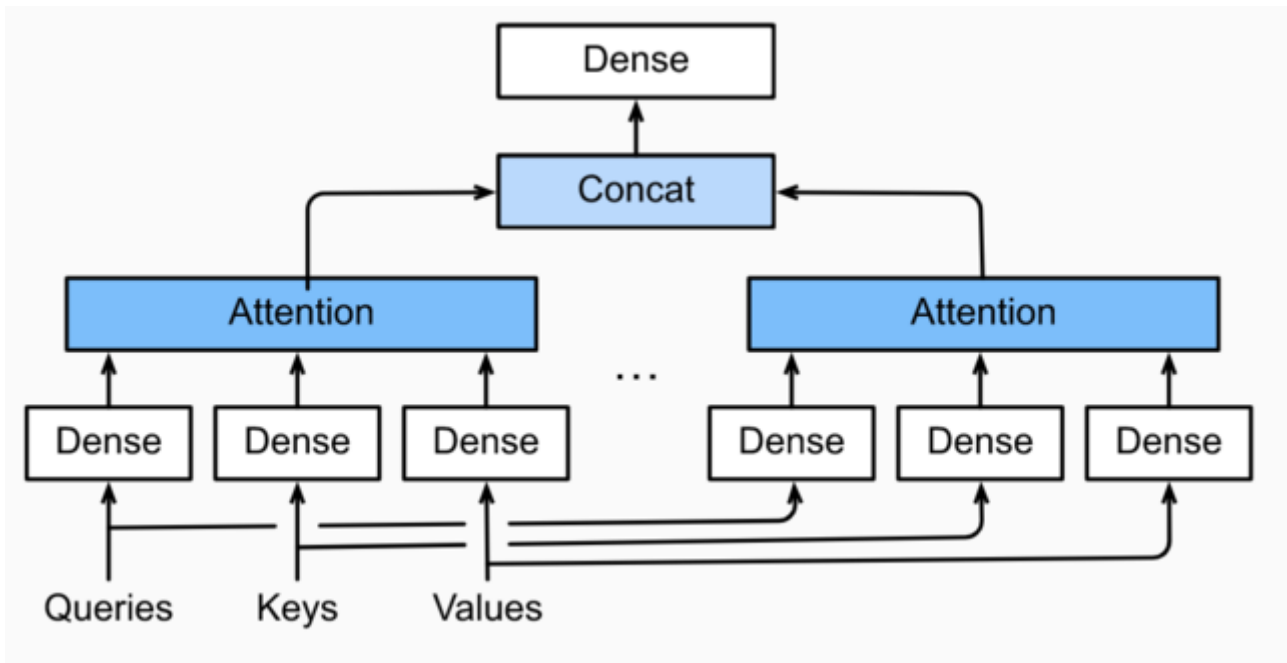 Dense
Concat
Attention Attention
...
Dense Dense Dense Dense Dense Dense
Queries Keys Values